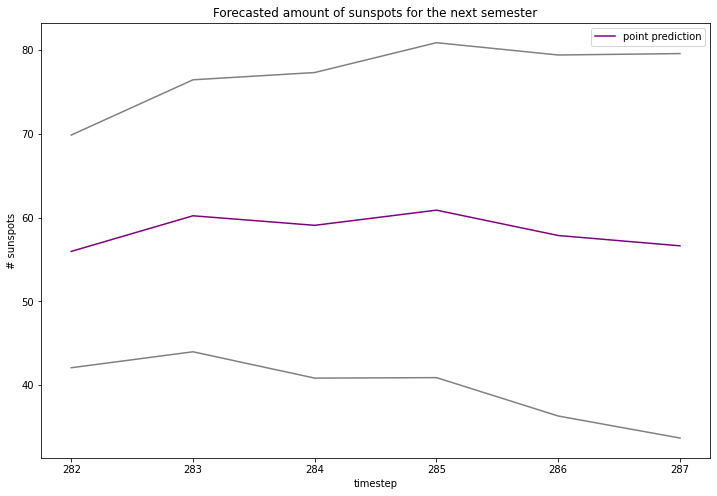 Forecasted amount of sunspots for the next semester
point prediction
80
70
60
50
40
# sunspots
282 283 284 285 286 287
timestep